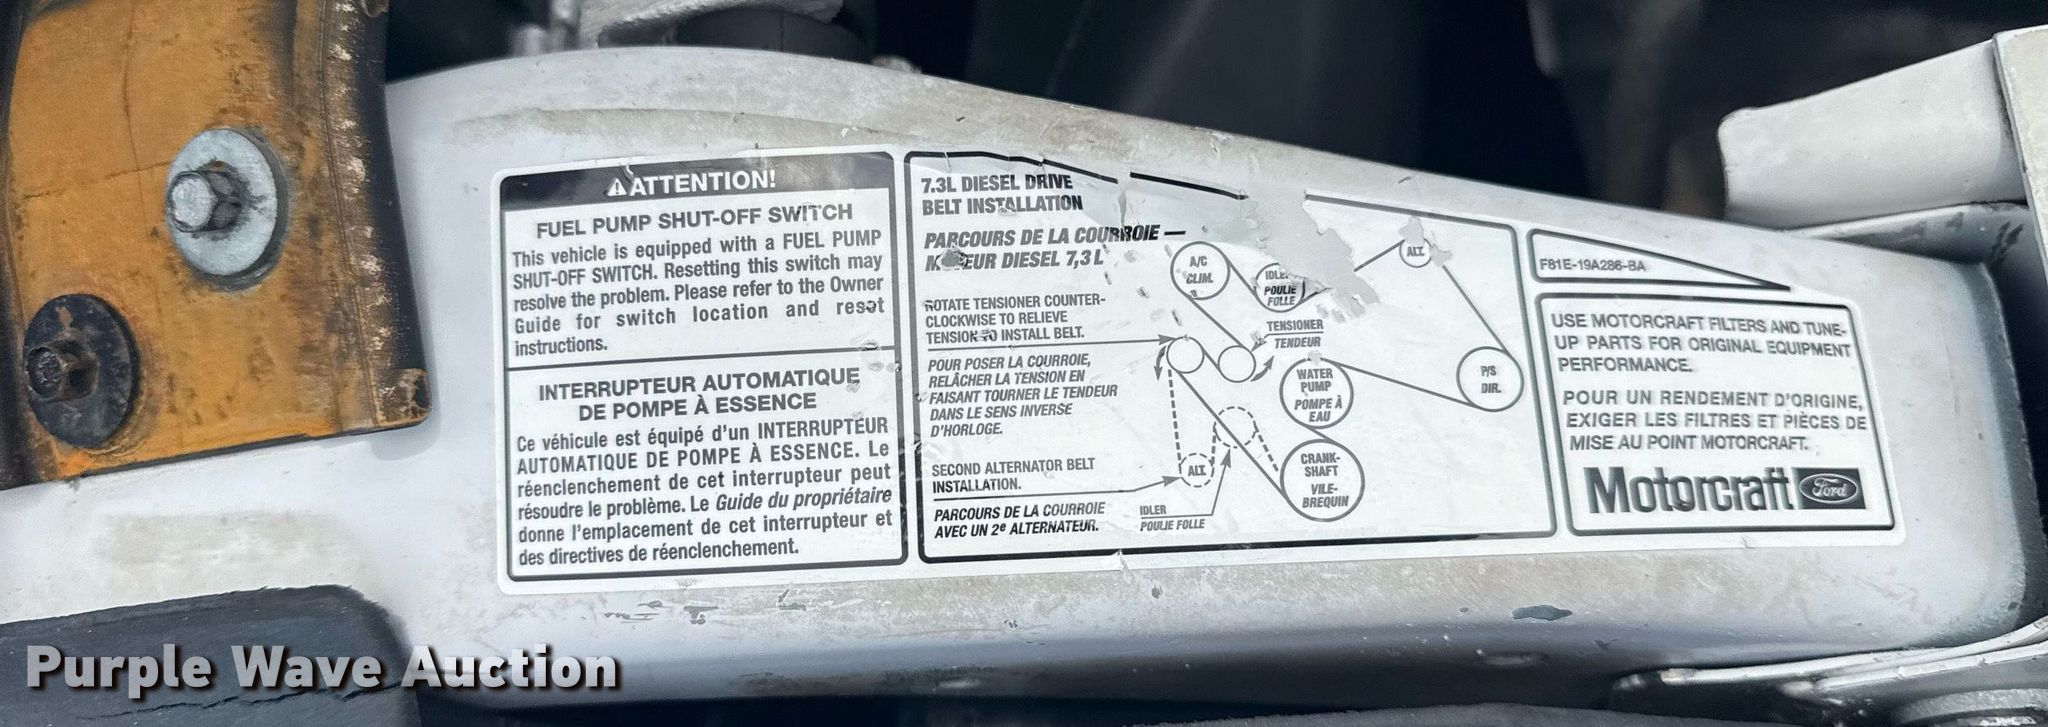 ATTENTION!
FUEL PUMP SHUT-OFF SWITCH
This vehicle is equipped with a FUEL PUMP
SHUT-OFF SWITCH. Resetting this switch may
resolve the problem. Please refer to the Owner
Guide for switch location and reset
instructions.
INTERRUPTEUR AUTOMATIQUE
DE POMPE À ESSENCE
Ce véhicule est équipé d'un INTERRUPTEUR
AUTOMATIQUE DE POMPE À ESSENCE. Le
réenclenchement de cet interrupteur peut
résoudre le problème. Le Guide du propriétaire
donne l'emplacement de cet interrupteur et
des directives de réenclenchement.
7.3L DIESEL DRIVE
BELT INSTALLATION
PARCOURS DE LA COURROIE —
MOTEUR DIESEL 7,3 L
ROTATE TENSIONER COUNTER-
CLOCKWISE TO RELIEVE
TENSION TO INSTALL BELT.
POUR POSER LA COURROIE,
RELÂCHER LA TENSION EN
FAISANT TOURNER LE TENDEUR
DANS LE SENS INVERSE
D'HORLOGE.
SECOND ALTERNATOR BELT
INSTALLATION.
PARCOURS DE LA COURROIE
AVEC UN 2e ALTERNATEUR.
A/C
CLIM.
IDLER
POULIE
FOLLE
ALT.
TENSIONER
TENDEUR
WATER
PUMP
POMPE À
EAU
P/S
DIR.
CRANK-
SHAFT
VILE-
BREQUIN
ALT.
IDLER
POULIE FOLLE
F81E-19A286-BA
USE MOTORCRAFT FILTERS AND TUNE-
UP PARTS FOR ORIGINAL EQUIPMENT
PERFORMANCE.
POUR UN RENDEMENT D'ORIGINE,
EXIGER LES FILTRES ET PIÈCES DE
MISE AU POINT MOTORCRAFT.
Motorcraft Ford
Purple Wave Auction